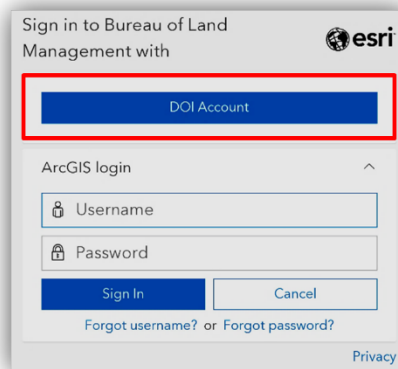 Sign in to Bureau of Land
Management with
esri
DOI Account
ArcGIS login
Username
Password
Sign In Cancel
Forgot username? or Forgot password?
Privacy